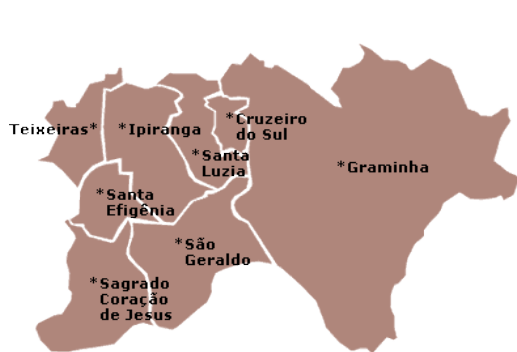 Teixeiras*
*Ipiranga
*Cruzeiro
do Sul
*Santa
Luzia
*Graminha
*Santa
Efigênia
*São
Geraldo
*Sagrado
Coração
de Jesus